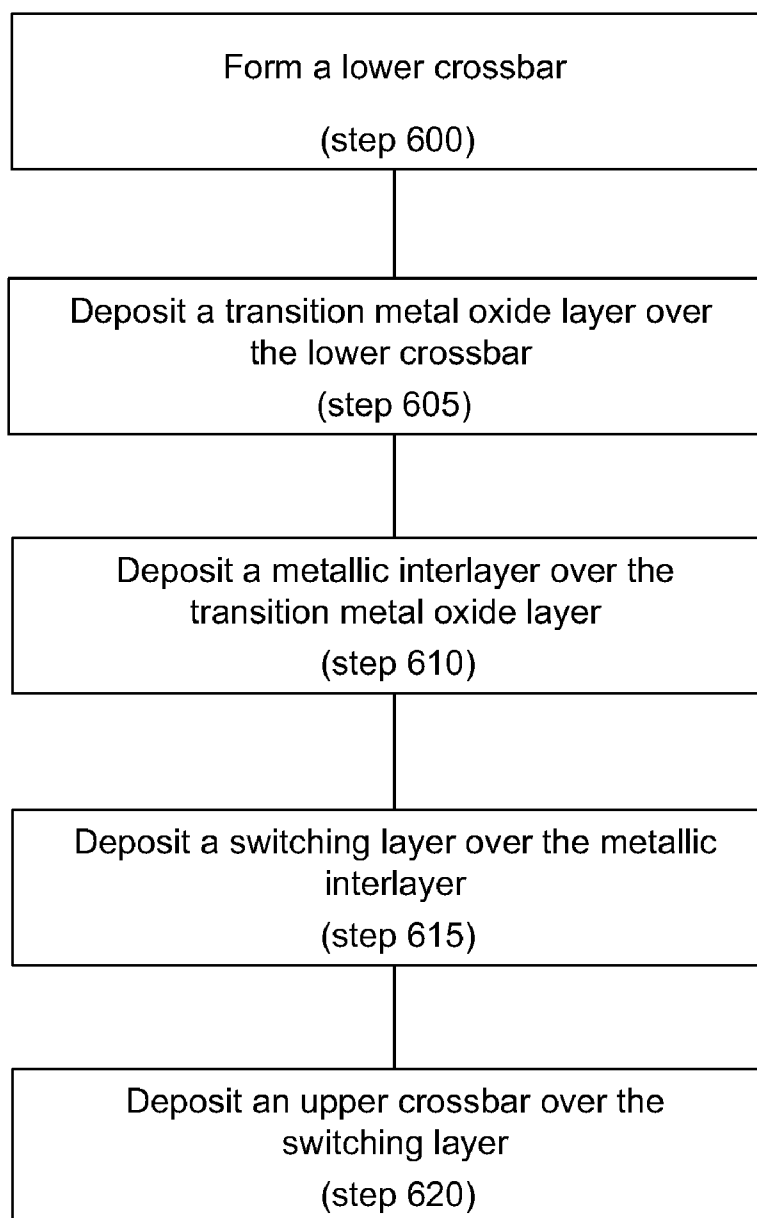 Form a lower crossbar
(step 600)
Deposit a transition metal oxide layer over
the lower crossbar
(step 605)
Deposit a metallic interlayer over the
transition metal oxide layer
(step 610)
Deposit a switching layer over the metallic
interlayer
(step 615)
Deposit an upper crossbar over the
switching layer
(step 620)